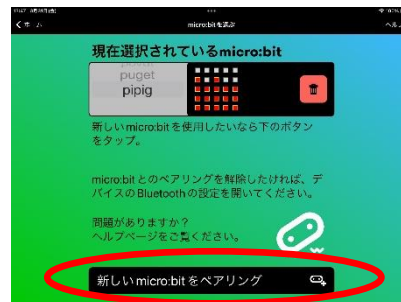 micro:bitを選ぶ
現在選択されているmicro:bit
puget
pipig
新しいmicro:bitを使用したいなら下のボタン
をタップ。
micro:bitとのペアリングを解除したければ、デ
バイスのBluetoothの設定を開いてください。
問題がありますか?
ヘルプページをご覧ください。
新しいmicro:bitをペアリング